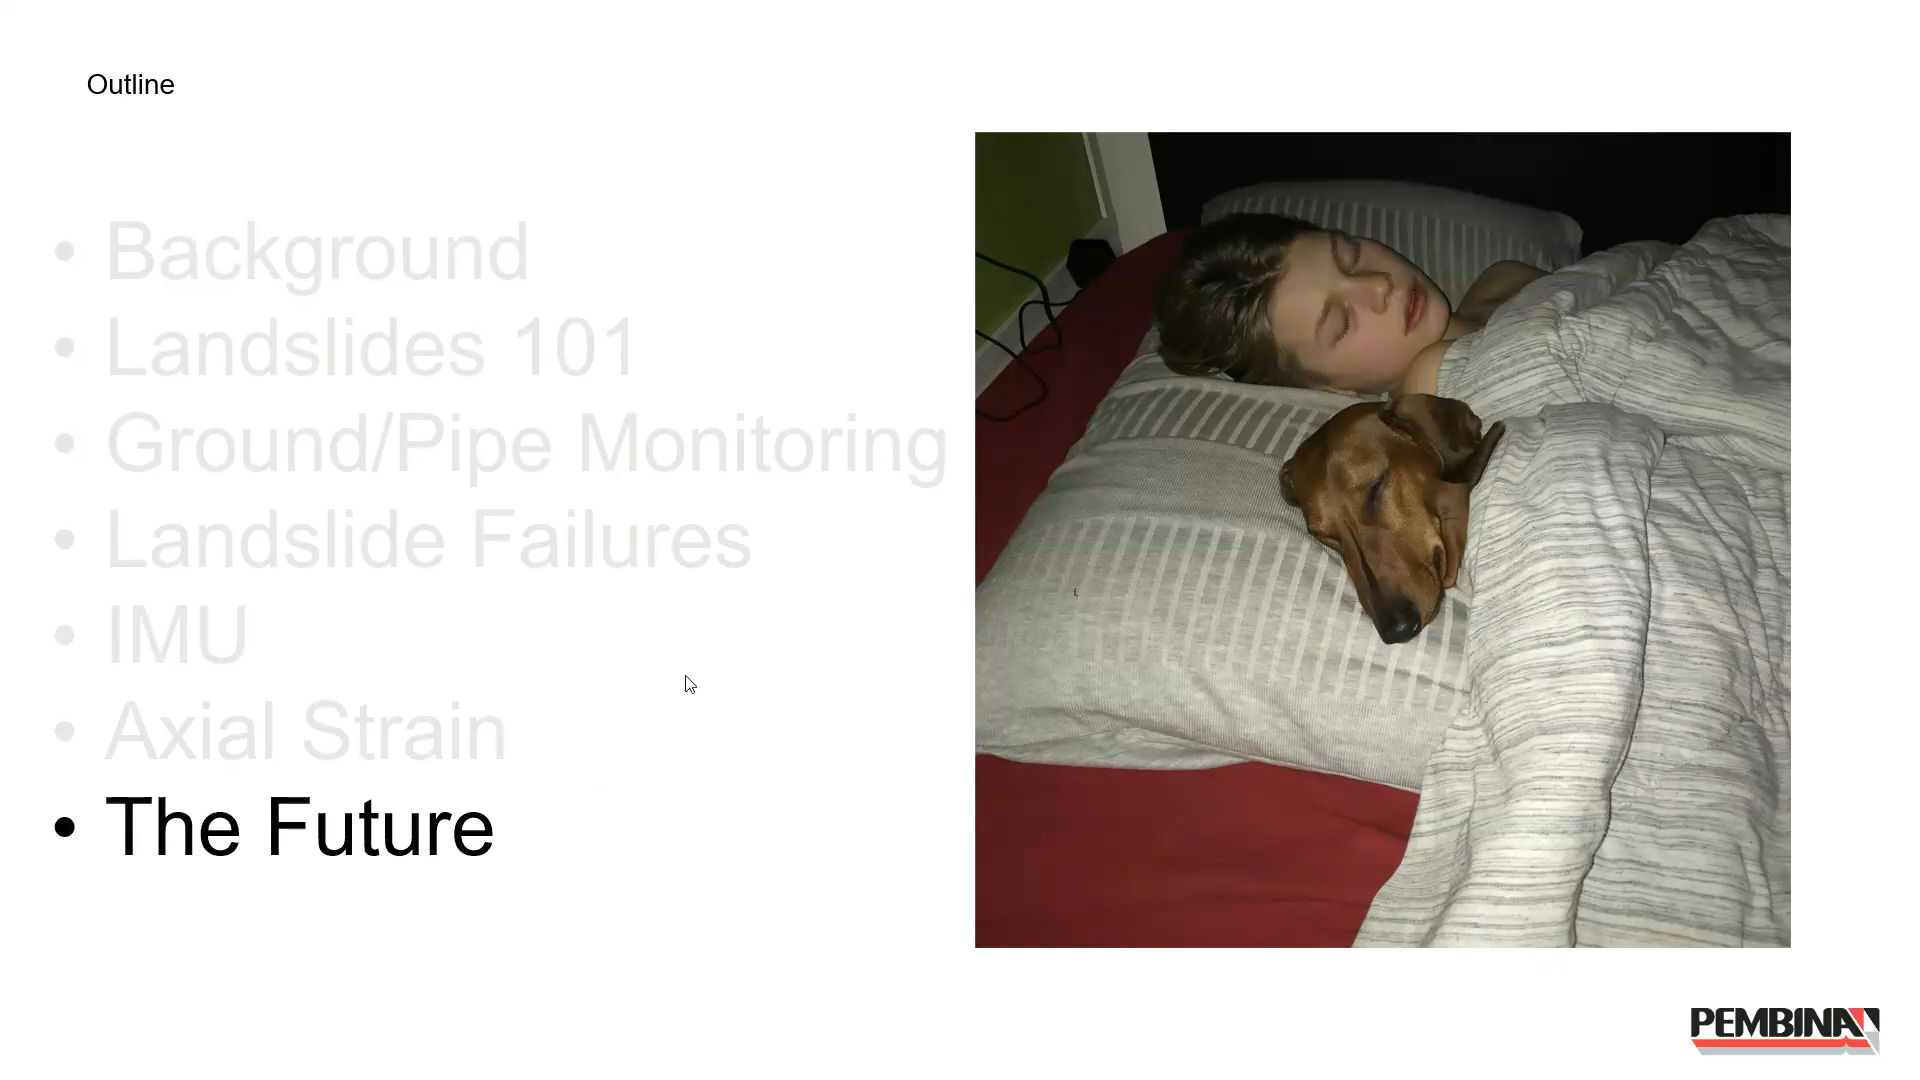 Outline
• Background
• Landslides 101
• Ground/Pipe Monitoring
• Landslide Failures
• IMU
• Axial Strain
• The Future
PEMBINA